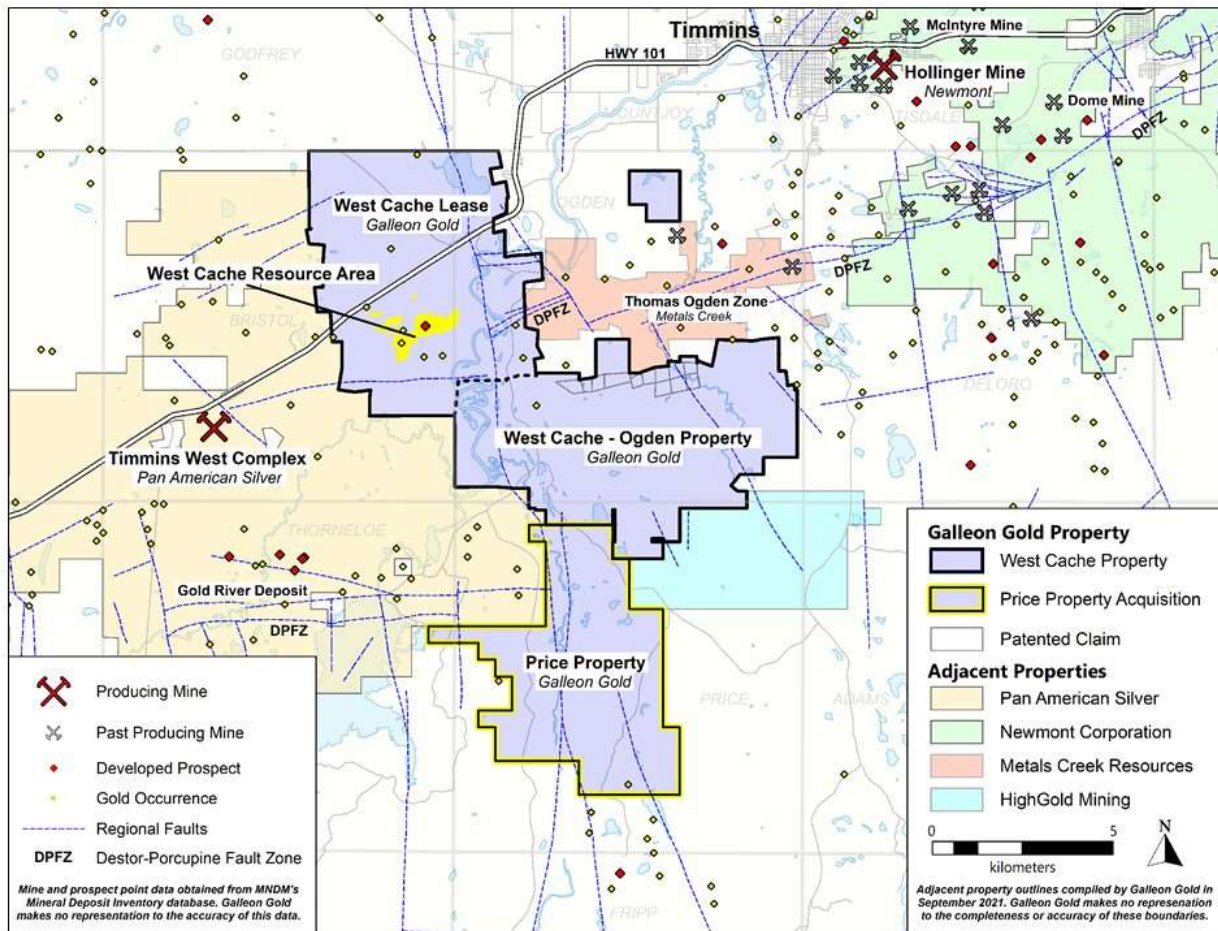 GODFREY
Timmins
HWY 101
McIntyre Mine
Hollinger Mine
Newmont
MOUNTJOY
TISDALE
Dome Mine
DPFZ
West Cache Lease
Galleon Gold
OGDEN
West Cache Resource Area
BRISTOL
DPFZ
Thomas Ogden Zone
Metals Creek
DPFZ
DELORO
Timmins West Complex
Pan American Silver
West Cache - Ogden Property
Galleon Gold
THORNELOE
Gold River Deposit
DPFZ
Price Property
Galleon Gold
PRICE
ADAMS
FRIPP
Producing Mine
Past Producing Mine
Developed Prospect
Gold Occurrence
Regional Faults
DPFZ Destor-Porcupine Fault Zone
Mine and prospect point data obtained from MNDM's
Mineral Deposit Inventory database. Galleon Gold
makes no representation to the accuracy of this data.
Galleon Gold Property
West Cache Property
Price Property Acquisition
Patented Claim
Adjacent Properties
Pan American Silver
Newmont Corporation
Metals Creek Resources
HighGold Mining
0 5
kilometers
N
Adjacent property outlines compiled by Galleon Gold in
September 2021. Galleon Gold makes no represenation
to the completeness or accuracy of these boundaries.